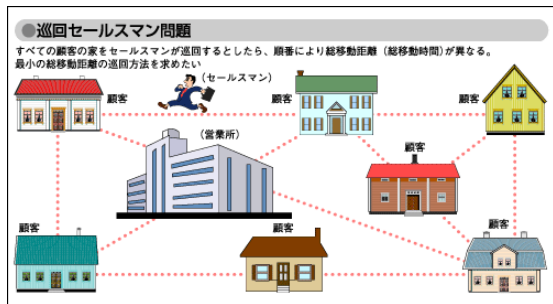 ●巡回セールスマン問題
すべての顧客の家をセールスマンが巡回するとしたら、順番により総移動距離（総移動時間）が異なる。
最小の総移動距離の巡回方法を求めたい
(セールスマン)
顧客
顧客
顧客
(営業所)
顧客
顧客
顧客
顧客